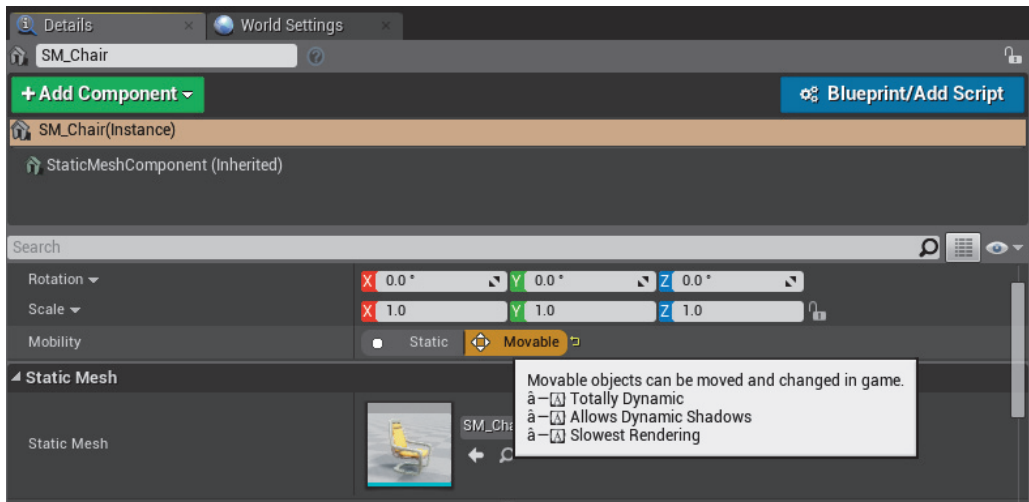 Details
World Settings
SM_Chair
+ Add Component
Blueprint/Add Script
SM_Chair(Instance)
StaticMeshComponent (Inherited)
Search
Rotation X 0.0° Y 0.0° Z 0.0°
Scale X 1.0 Y 1.0 Z 1.0
Mobility Static Movable
Static Mesh
Movable objects can be moved and changed in game.
â—[A] Totally Dynamic
â—[A] Allows Dynamic Shadows
â—[A] Slowest Rendering
Static Mesh SM_Cha